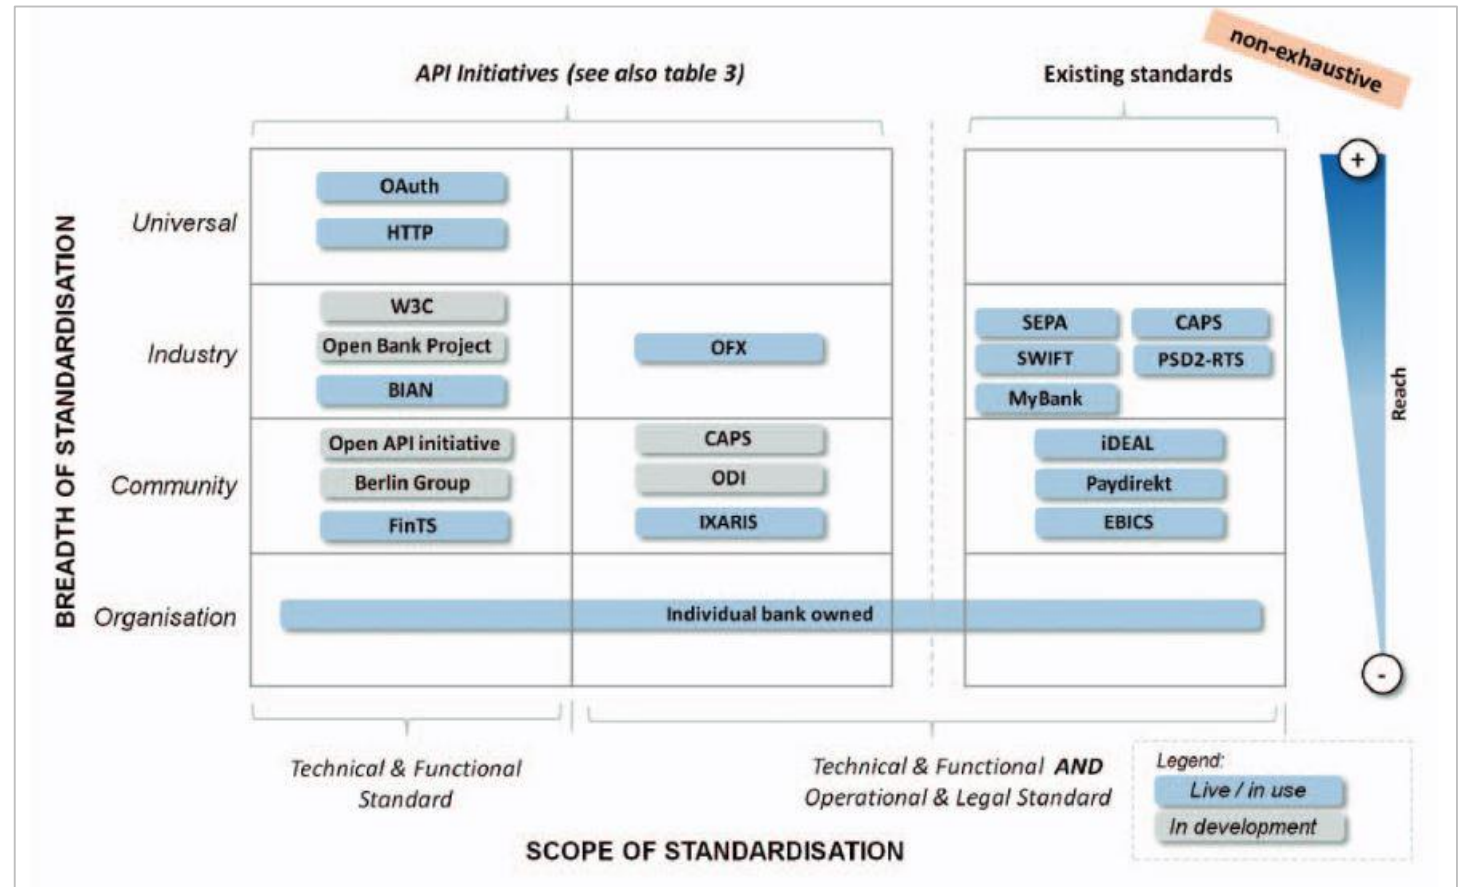 non-exhaustive
API Initiatives (see also table 3)
Existing standards
+
BREADTH OF STANDARDISATION
Universal
OAuth
HTTP
Industry
W3C
Open Bank Project
BIAN
OFX
SEPA
CAPS
SWIFT
PSD2-RTS
MyBank
Reach
Community
Open API initiative
Berlin Group
FinTS
CAPS
ODI
IXARIS
iDEAL
Paydirekt
EBICS
Organisation
Individual bank owned
-
Technical & Functional
Standard
Technical & Functional AND
Operational & Legal Standard
Legend:
Live / in use
In development
SCOPE OF STANDARDISATION